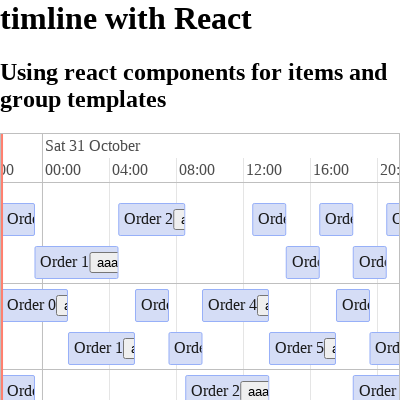 timline with React
Using react components for items and
group templates
Sat 31 October
00:00 04:00 08:00 12:00 16:00
Order 2
Order 1 aaa
Order 0 Order 4
Order 1 Order 5
Order 2 aaa Order